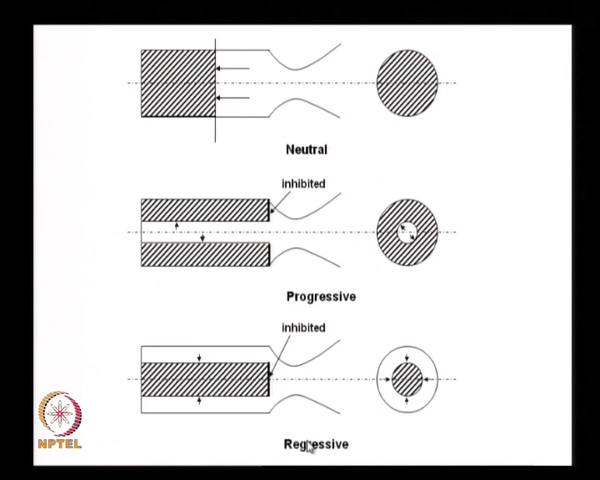 Neutral
inhibited
Progressive
inhibited
Regressive
NPTEL